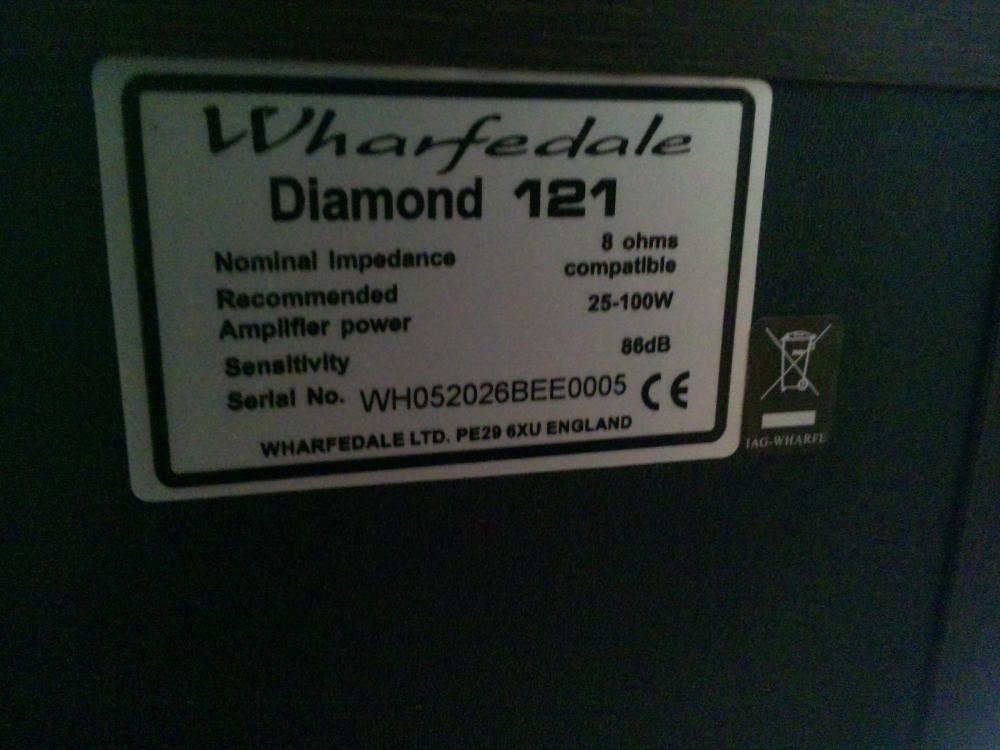 Wharfedale
Diamond 121
Nominal Impedance 8 ohms compatible
Recommended Amplifier power 25-100W
Sensitivity 86dB
Serial No. WH052026BEE0005 CE
WHARFEDALE LTD. PE29 6XU ENGLAND
IAG-WHARFE